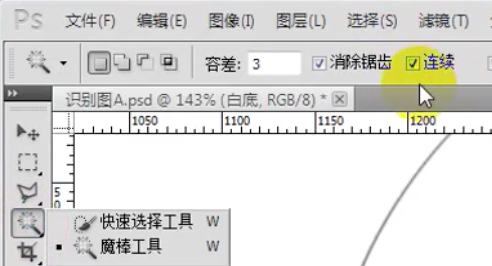 Ps 文件(F) 编辑(E) 图像(I) 图层(L) 选择(S) 滤镜(T)
容差: 3 消除锯齿 连续
识别图A.psd @ 143% (白底, RGB/8) *
1050 1100 1150 1200
5
0
快速选择工具 W
魔棒工具 W